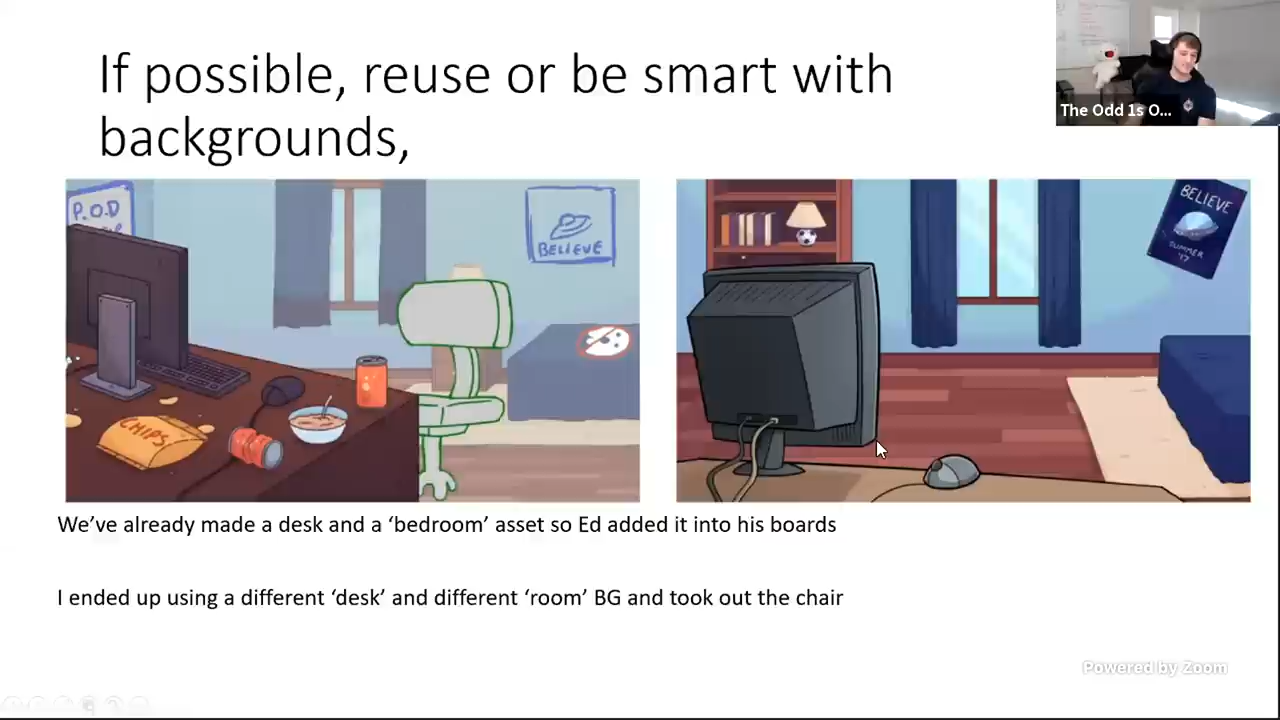 If possible, reuse or be smart with
backgrounds,
The Odd 1s O...
P.O.D
BELIEVE
CHIPS
BELIEVE
SUMMER
'17
We've already made a desk and a 'bedroom' asset so Ed added it into his boards
I ended up using a different 'desk' and different 'room' BG and took out the chair
Powered by Zoom